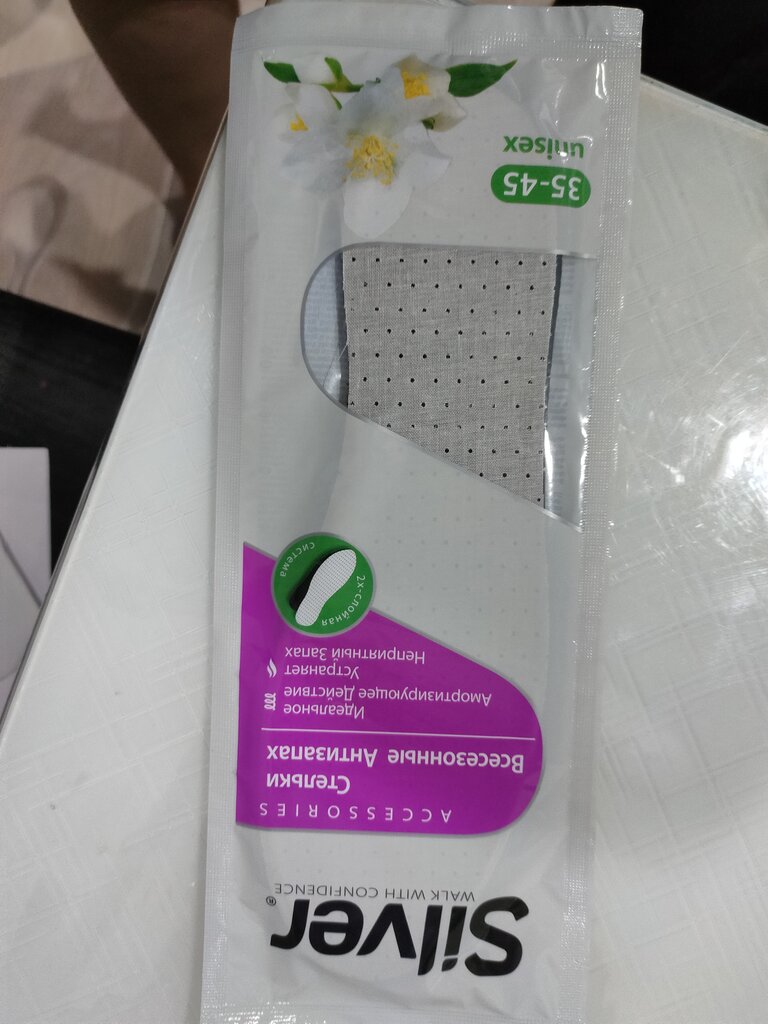 Silver®
WALK WITH CONFIDENCE
ACCESSORIES
Стельки
Всесезонные Антизапах
Идеальное
Амортизирующее Действие
Устраняет
Неприятный Запах
2х-слойная
система
35-45
unisex